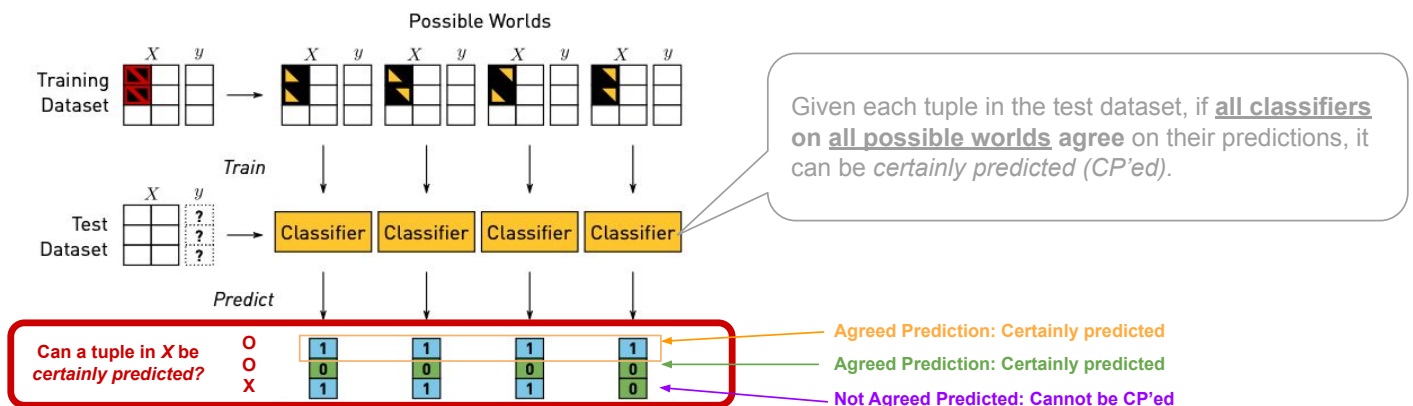 Possible Worlds
X y
X y
X y
X y
X y
Training
Dataset
Given each tuple in the test dataset, if all classifiers
on all possible worlds agree on their predictions, it
can be certainly predicted (CP’ed).
Train
X y
Test
Dataset
?
?
?
Classifier
Classifier
Classifier
Classifier
Predict
Can a tuple in X be
certainly predicted?
O
O
X
1 1 1 1
0 0 0 0
1 1 1 0
Agreed Prediction: Certainly predicted
Agreed Prediction: Certainly predicted
Not Agreed Predicted: Cannot be CP’ed